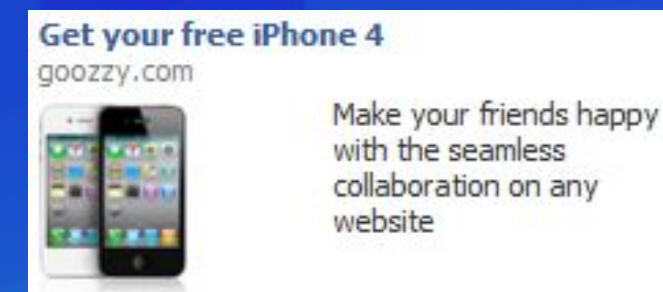 Get your free iPhone 4
goozzy.com
Make your friends happy
with the seamless
collaboration on any
website